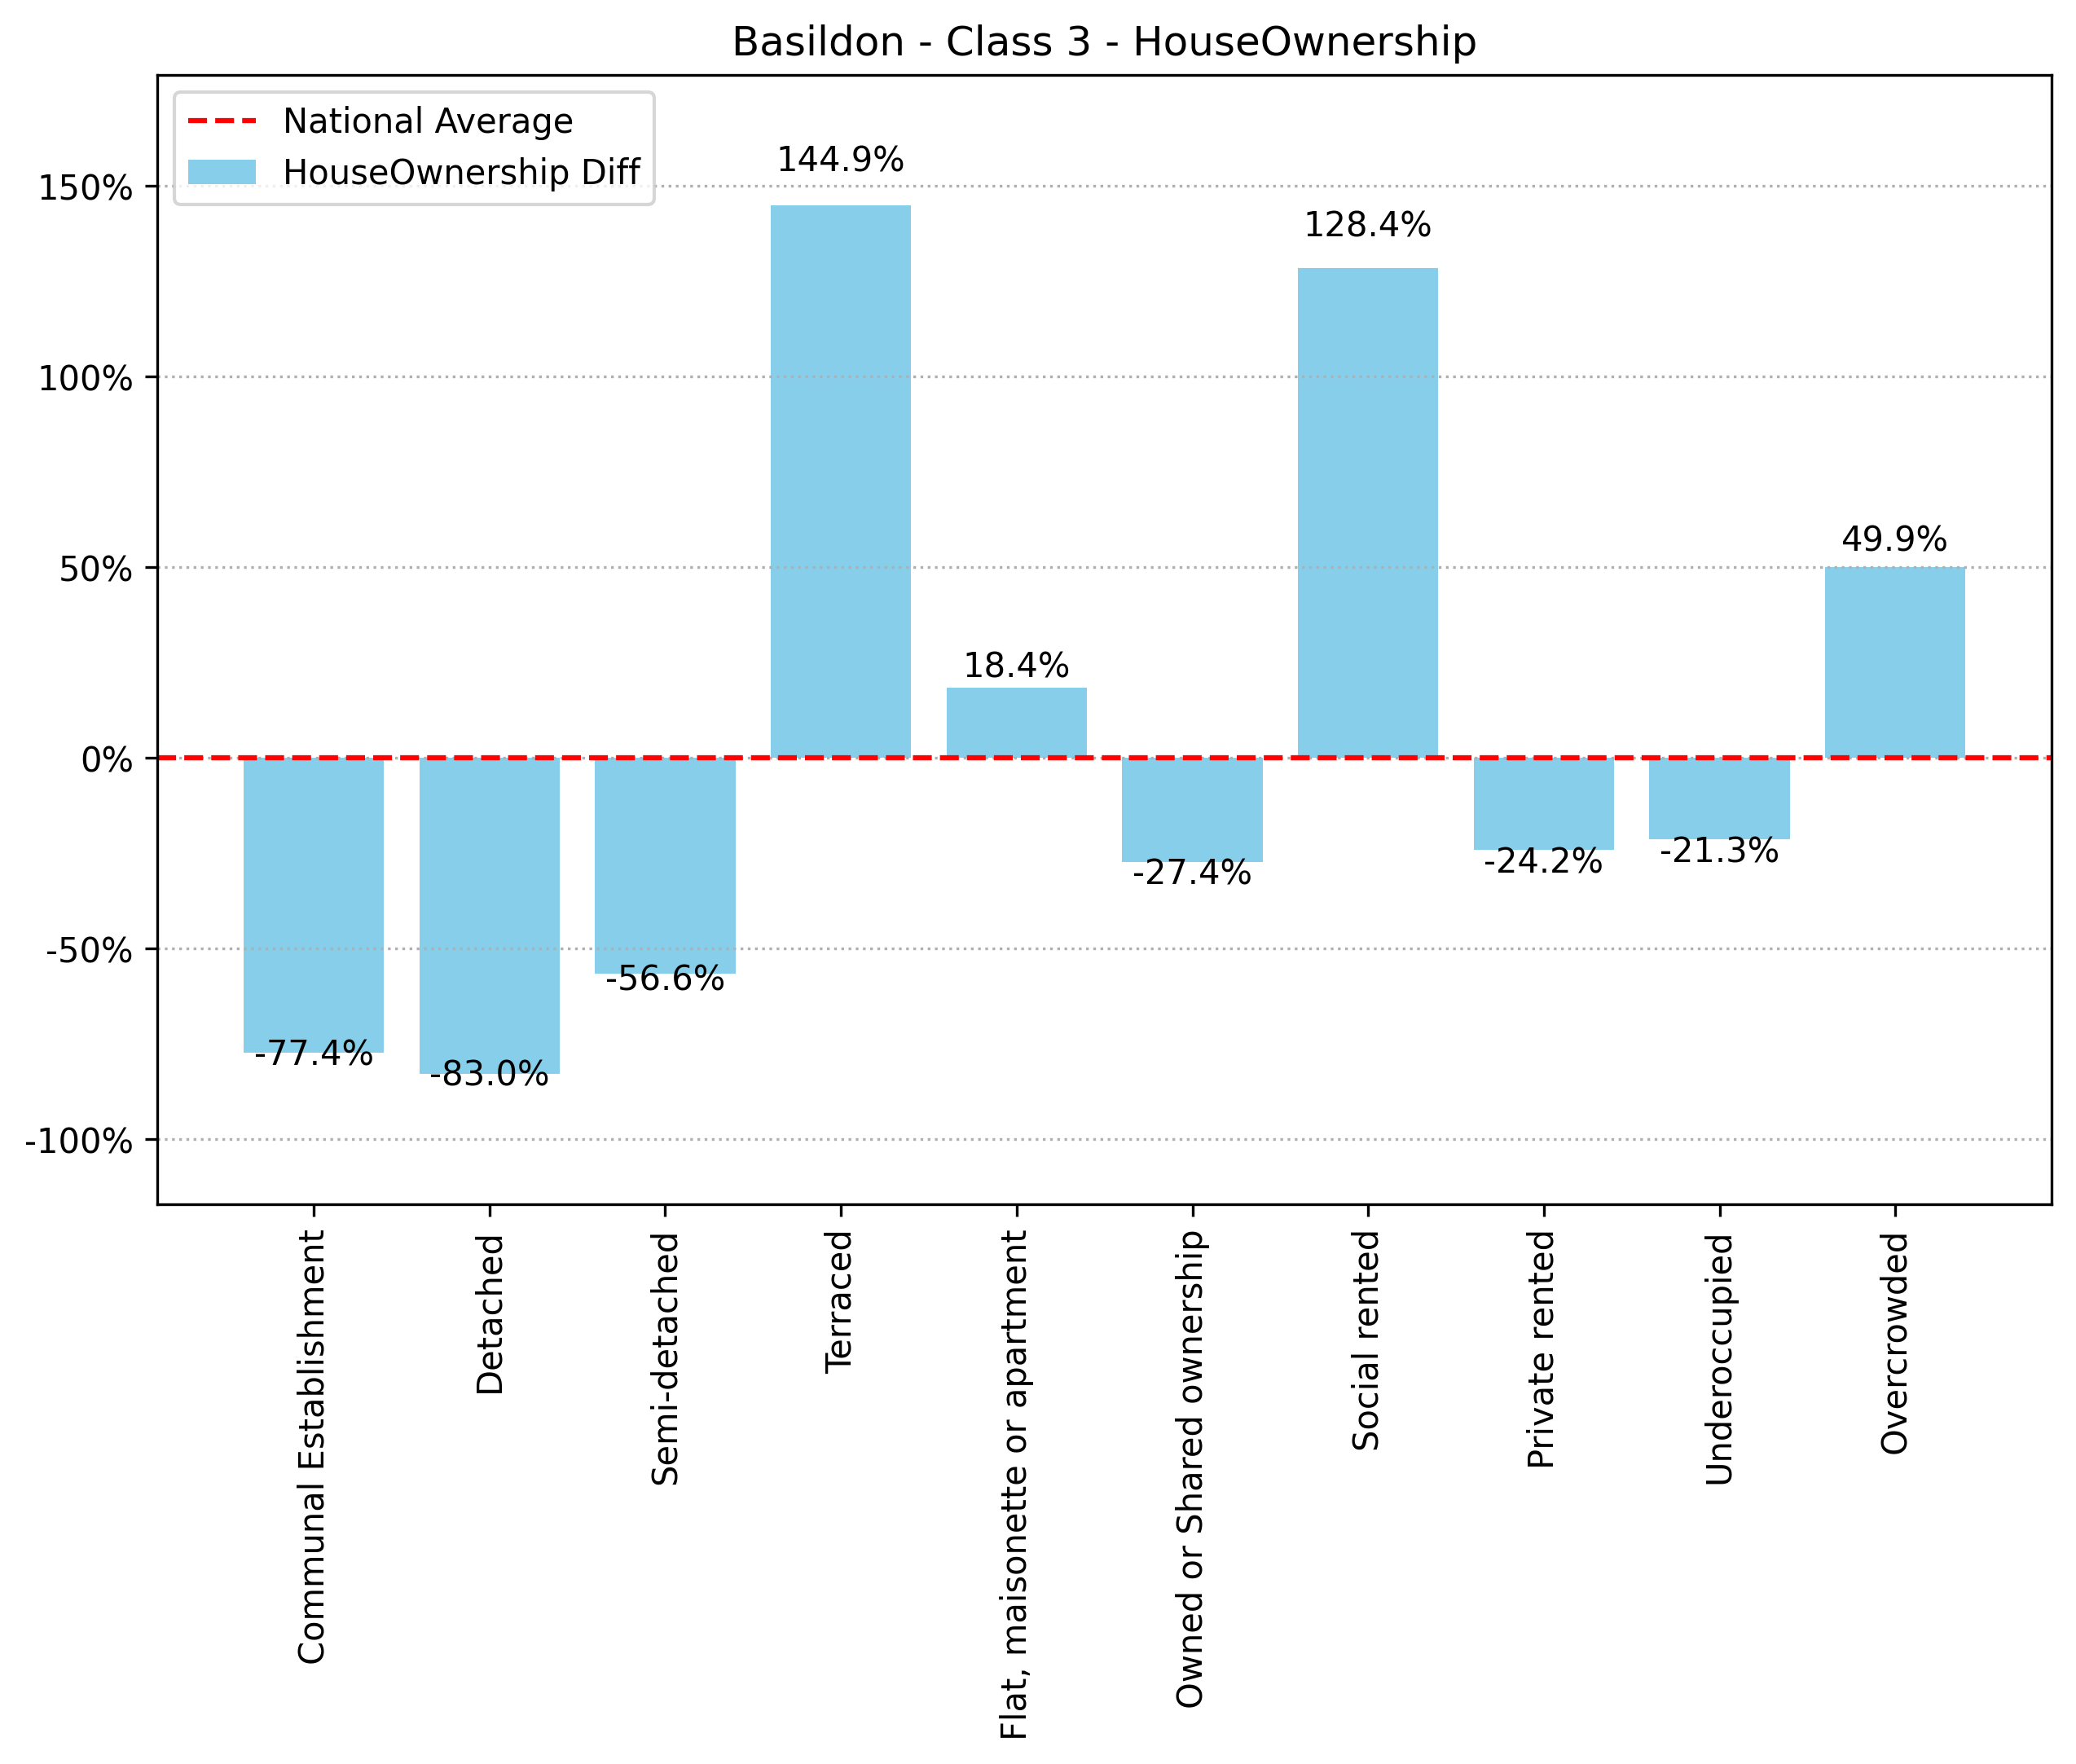 Basildon - Class 3 - HouseOwnership
National Average
HouseOwnership Diff
150%
100%
50%
0%
-50%
-100%
-77.4%
-83.0%
-56.6%
144.9%
18.4%
-27.4%
128.4%
-24.2%
-21.3%
49.9%
Communal Establishment
Detached
Semi-detached
Terraced
Flat, maisonette or apartment
Owned or Shared ownership
Social rented
Private rented
Underoccupied
Overcrowded